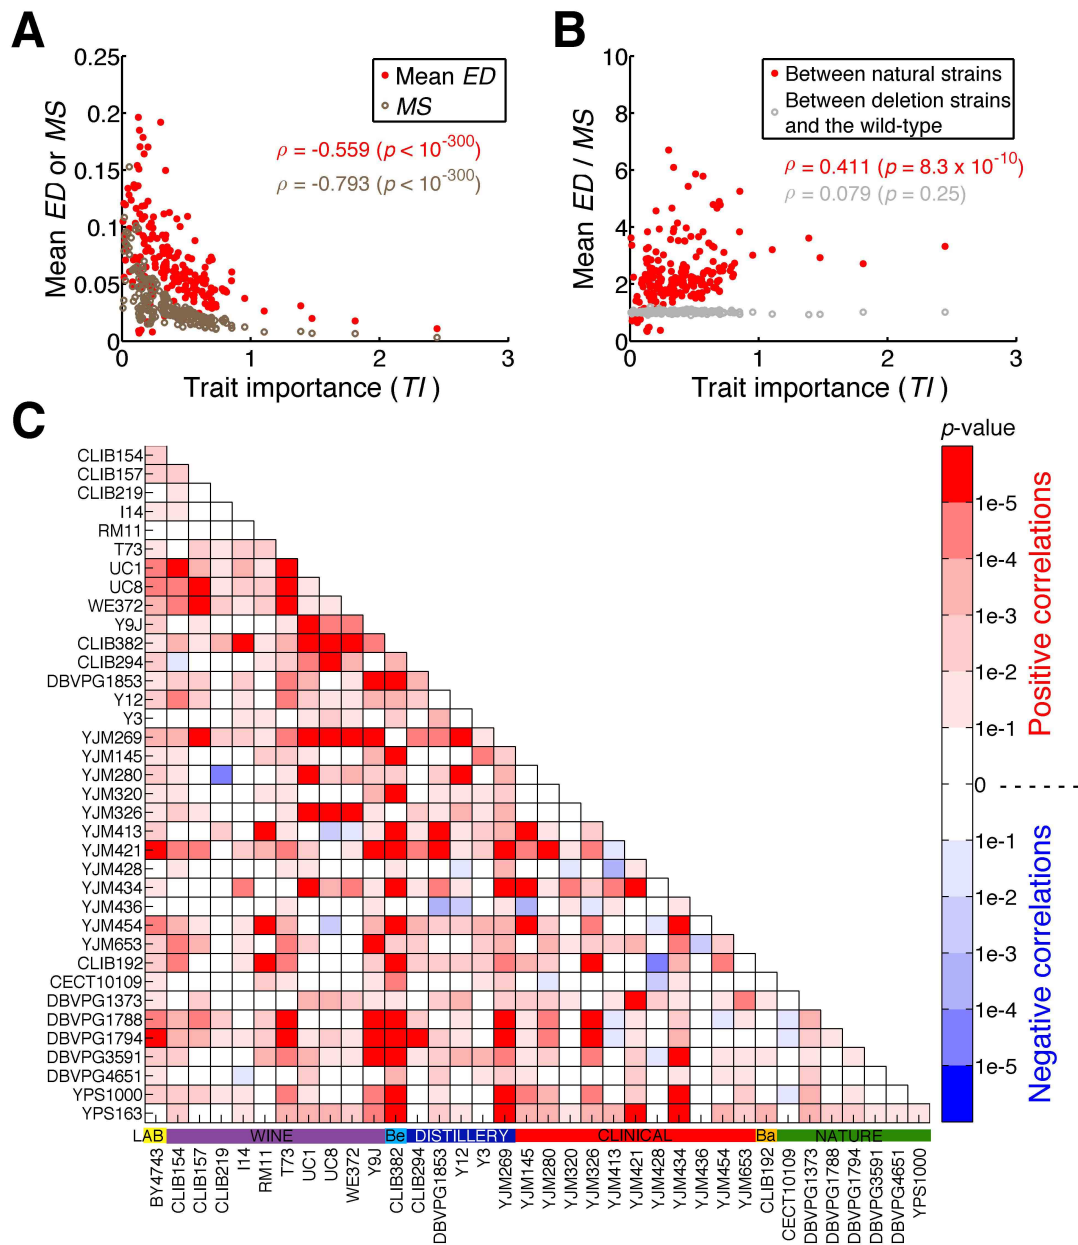 A
0.25
0.2
0.15
0.1
0.05
0
Mean ED or MS
Mean ED
MS
ρ = -0.559 (p < 10-300)
ρ = -0.793 (p < 10-300)
0 1 2 3
Trait importance (TI )
B
10
8
6
4
2
0
Mean ED / MS
Between natural strains
Between deletion strains
and the wild-type
ρ = 0.411 (p = 8.3 x 10-10)
ρ = 0.079 (p = 0.25)
0 1 2 3
Trait importance (TI )
C
CLIB154
CLIB157
CLIB219
I14
RM11
T73
UC1
UC8
WE372
Y9J
CLIB382
CLIB294
DBVPG1853
Y12
Y3
YJM269
YJM145
YJM280
YJM320
YJM326
YJM413
YJM421
YJM428
YJM434
YJM436
YJM454
YJM653
CLIB192
CECT10109
DBVPG1373
DBVPG1788
DBVPG1794
DBVPG3591
DBVPG4651
YPS1000
YPS163
LAB WINE Be DISTILLERY CLINICAL Ba NATURE
BY4743
CLIB154
CLIB157
CLIB219
I14
RM11
T73
UC1
UC8
WE372
Y9J
CLIB382
CLIB294
DBVPG1853
Y12
Y3
YJM269
YJM145
YJM280
YJM320
YJM326
YJM413
YJM421
YJM428
YJM434
YJM436
YJM454
YJM653
CLIB192
CECT10109
DBVPG1373
DBVPG1788
DBVPG1794
DBVPG3591
DBVPG4651
YPS1000
p-value
1e-5
1e-4
1e-3
1e-2
1e-1
0
1e-1
1e-2
1e-3
1e-4
1e-5
Positive correlations
Negative correlations